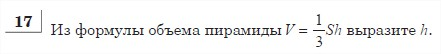 17 Из формулы объема пирамиды V = 1/3 Sh выразите h.